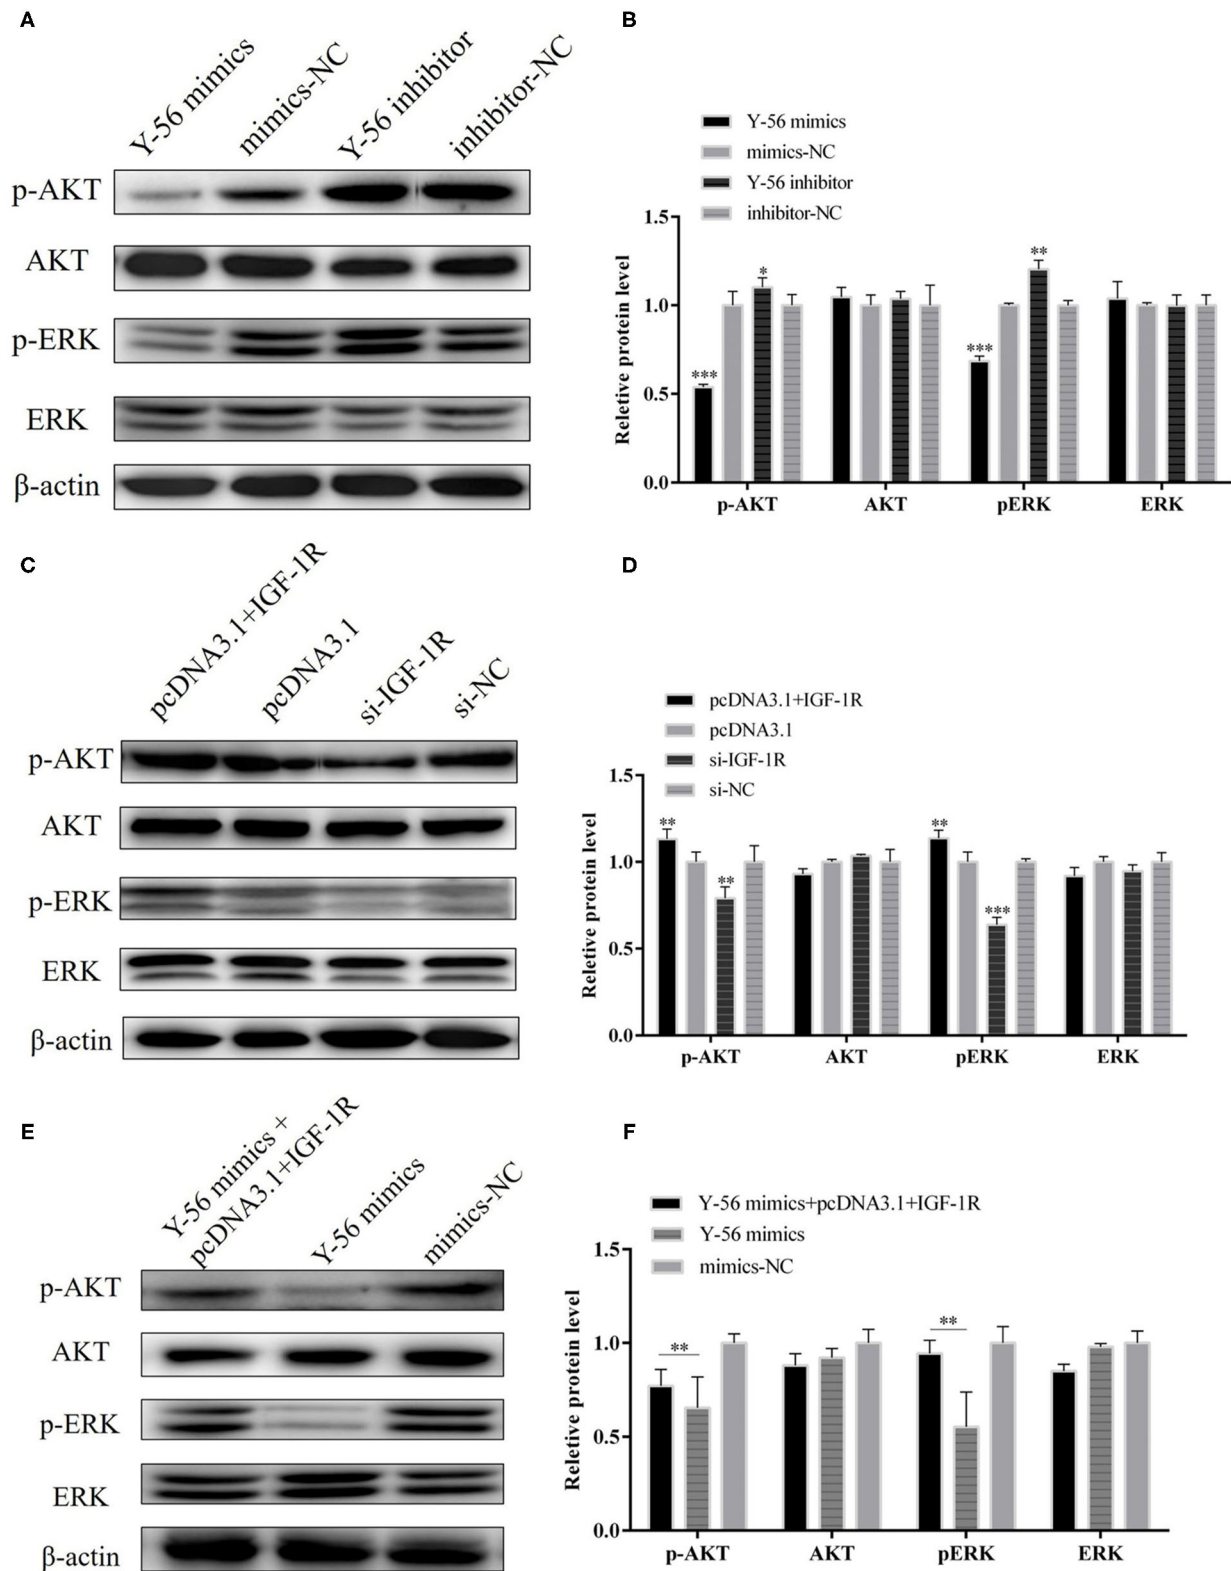 A
Y-56 mimics
mimics-NC
Y-56 inhibitor
inhibitor-NC
p-AKT
AKT
p-ERK
ERK
β-actin
B
Y-56 mimics
mimics-NC
Y-56 inhibitor
inhibitor-NC
Reletive protein level
1.5
1.0
0.5
0.0
***
*
***
**
p-AKT
AKT
pERK
ERK
C
pcDNA3.1+IGF-1R
pcDNA3.1
si-IGF-1R
si-NC
p-AKT
AKT
p-ERK
ERK
β-actin
D
pcDNA3.1+IGF-1R
pcDNA3.1
si-IGF-1R
si-NC
Reletive protein level
1.5
1.0
0.5
0.0
**
**
**
***
p-AKT
AKT
pERK
ERK
E
Y-56 mimics +
pcDNA3.1+IGF-1R
Y-56 mimics
mimics-NC
p-AKT
AKT
p-ERK
ERK
β-actin
F
Y-56 mimics+pcDNA3.1+IGF-1R
Y-56 mimics
mimics-NC
Reletive protein level
1.5
1.0
0.5
0.0
**
**
p-AKT
AKT
pERK
ERK